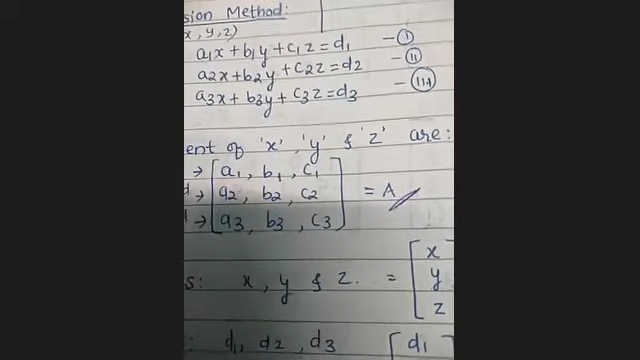 sion Method:
x, y, z)
a₁x + b₁y + c₁z = d₁ — (I)
a₂x + b₂y + c₂z = d₂ — (II)
a₃x + b₃y + c₃z = d₃ — (III)
ent of 'x', 'y' & 'z' are:
→ [ a₁, b₁, c₁
→ a₂, b₂, c₂ ] = A
→ a₃, b₃, c₃
s: x, y & z. = [ x
y
z
d₁, d₂, d₃ [ d₁